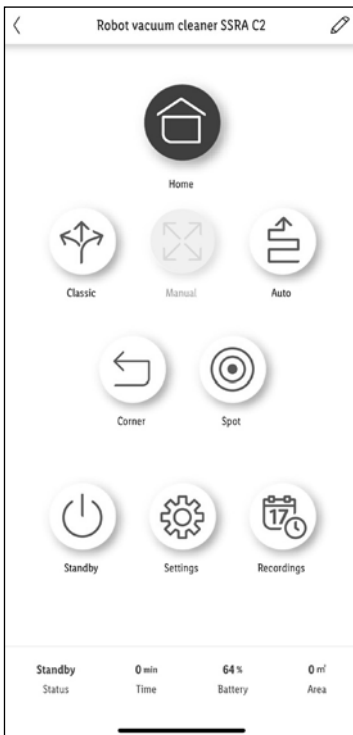 Robot vacuum cleaner SSRA C2
Home
Classic Manual Auto
Corner Spot
17
Standby Settings Recordings
Standby 0 min 64 % 0 ㎡
Status Time Battery Area